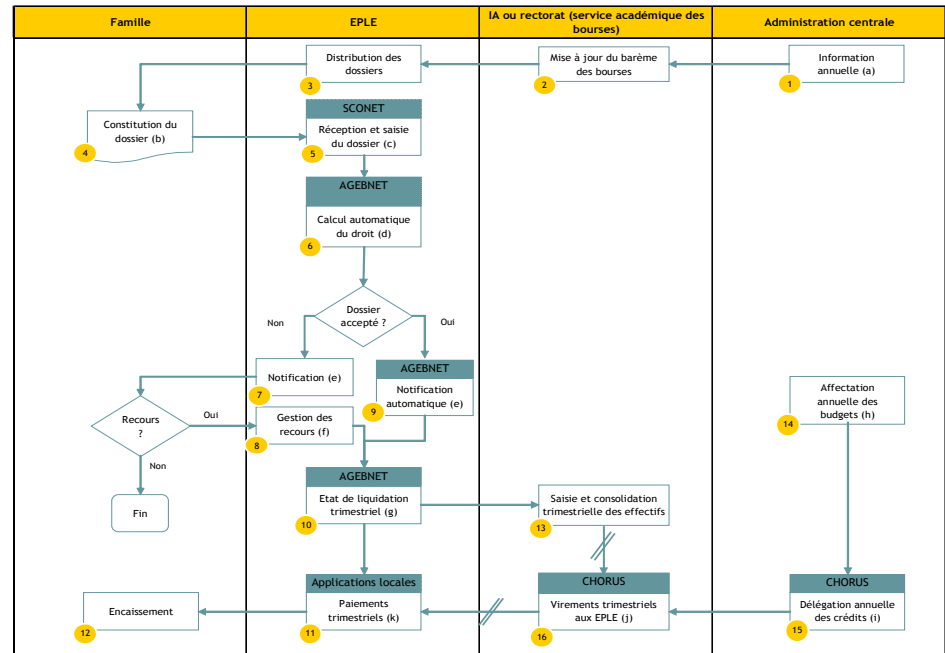 Famille
EPLE
IA ou rectorat (service académique des
bourses)
Administration centrale
Information
annuelle (a)
1
Mise à jour du barème
des bourses
2
Distribution des
dossiers
3
Constitution du
dossier (b)
4
SCONET
Réception et saisie
du dossier (c)
5
AGEBNET
Calcul automatique
du droit (d)
6
Dossier
accepté ?
Non
Oui
Notification (e)
7
AGEBNET
Notification
automatique (e)
9
Recours
?
Oui
Non
Gestion des
recours (f)
8
Fin
AGEBNET
Etat de liquidation
trimestriel (g)
10
Saisie et consolidation
trimestrielle des effectifs
13
Affectation
annuelle des
budgets (h)
14
Encaissement
12
Applications locales
Paiements
trimestriels (k)
11
CHORUS
Virements trimestriels
aux EPLE (j)
16
CHORUS
Délégation annuelle
des crédits (i)
15